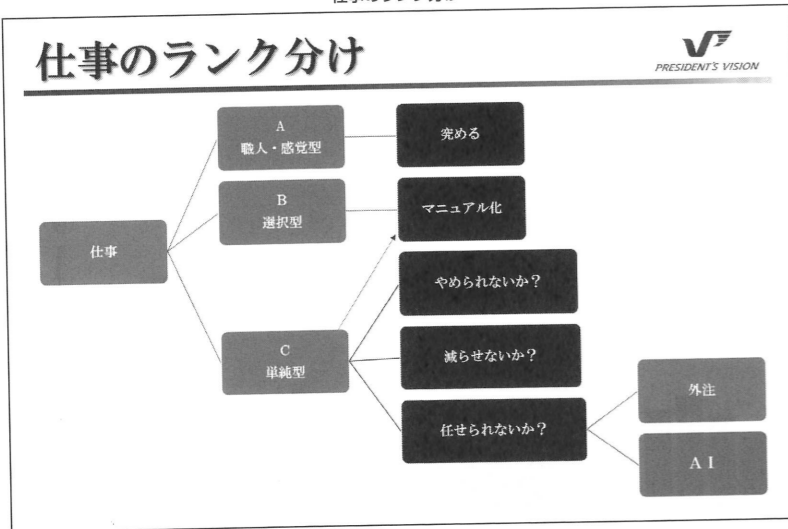 仕事のランク分け
PRESIDENT'S VISION
仕事
A
職人・感覚型
究める
B
選択型
マニュアル化
C
単純型
やめられないか？
減らせないか？
任せられないか？
外注
AI